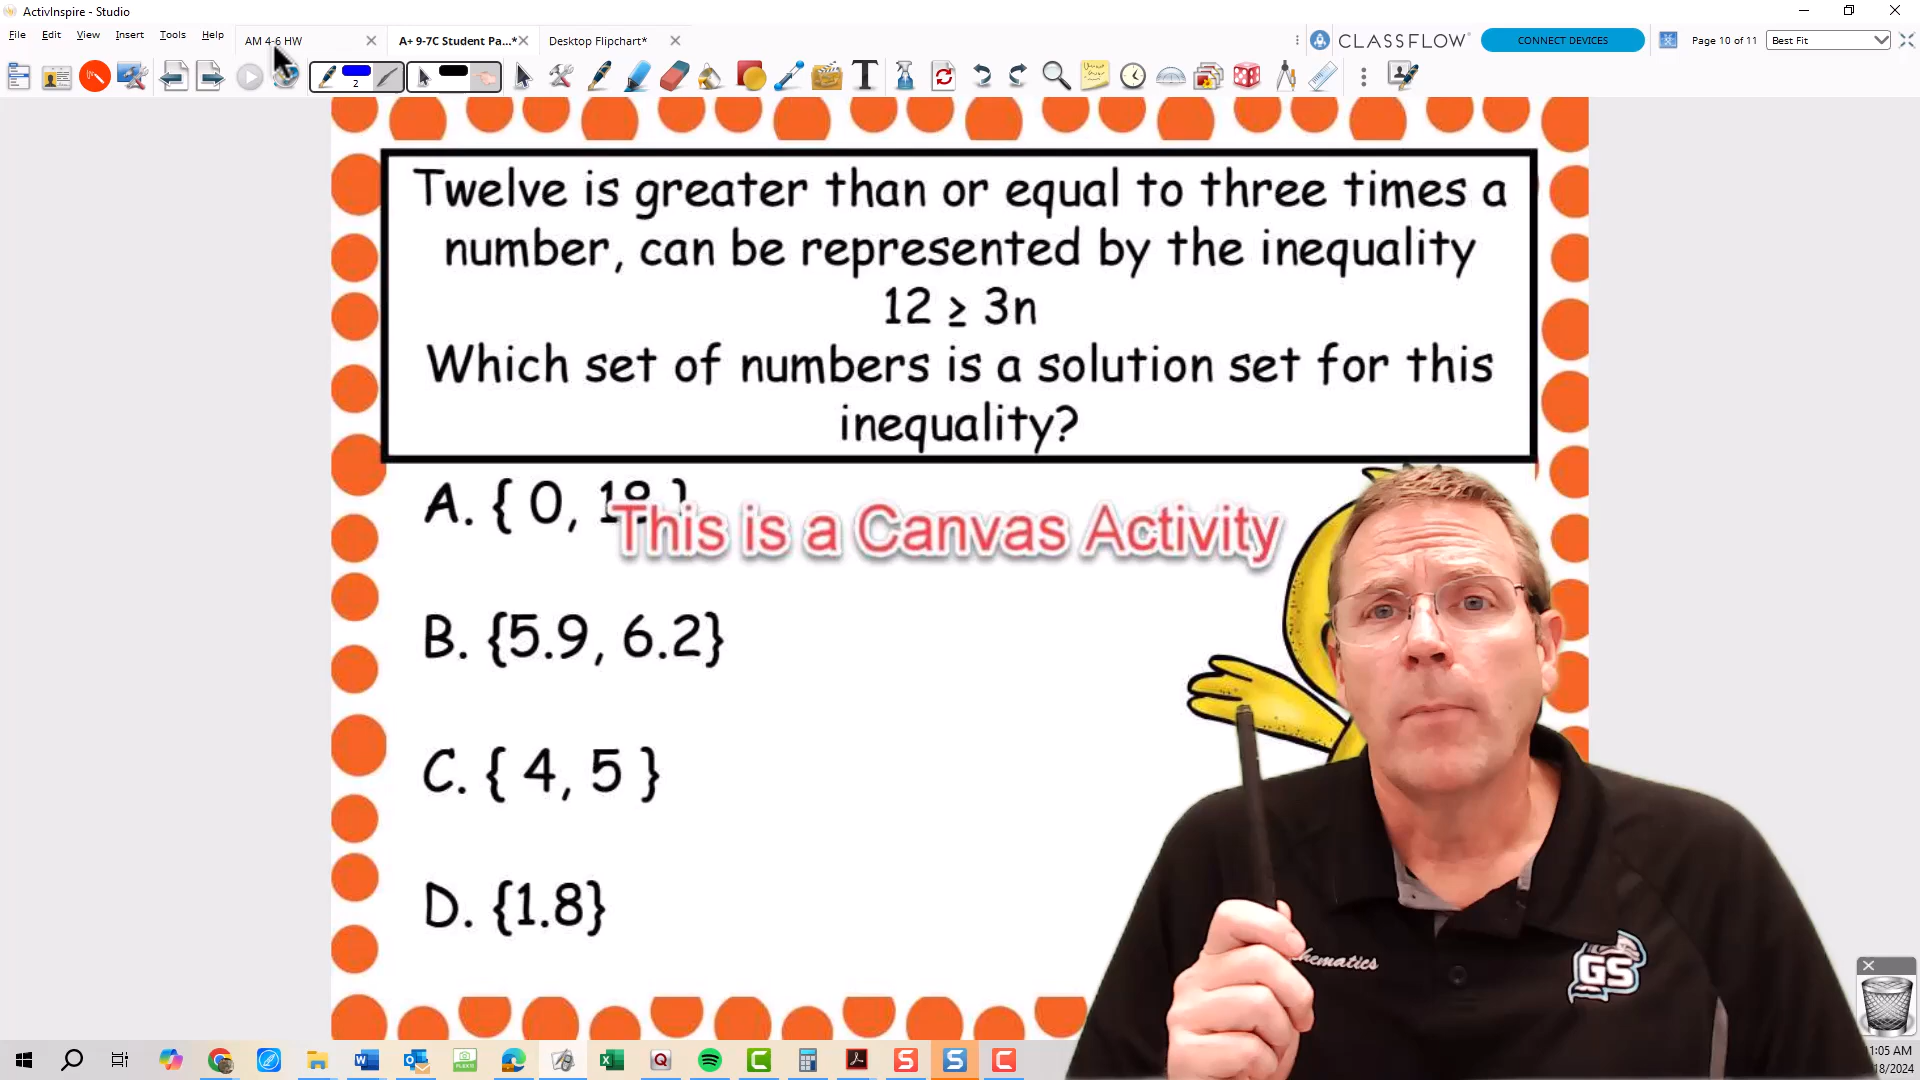 ActivInspire - Studio
File Edit View Insert Tools Help
AM 4-6 HW
A+ 9-7C Student Pa...*
Desktop Flipchart*
CLASSFLOW
CONNECT DEVICES
Page 10 of 11
Best Fit
2
Twelve is greater than or equal to three times a
number, can be represented by the inequality
12 ≥ 3n
Which set of numbers is a solution set for this
inequality?
A. { 0, 18 }
This is a Canvas Activity
B. {5.9, 6.2}
C. { 4, 5 }
D. {1.8}
GS